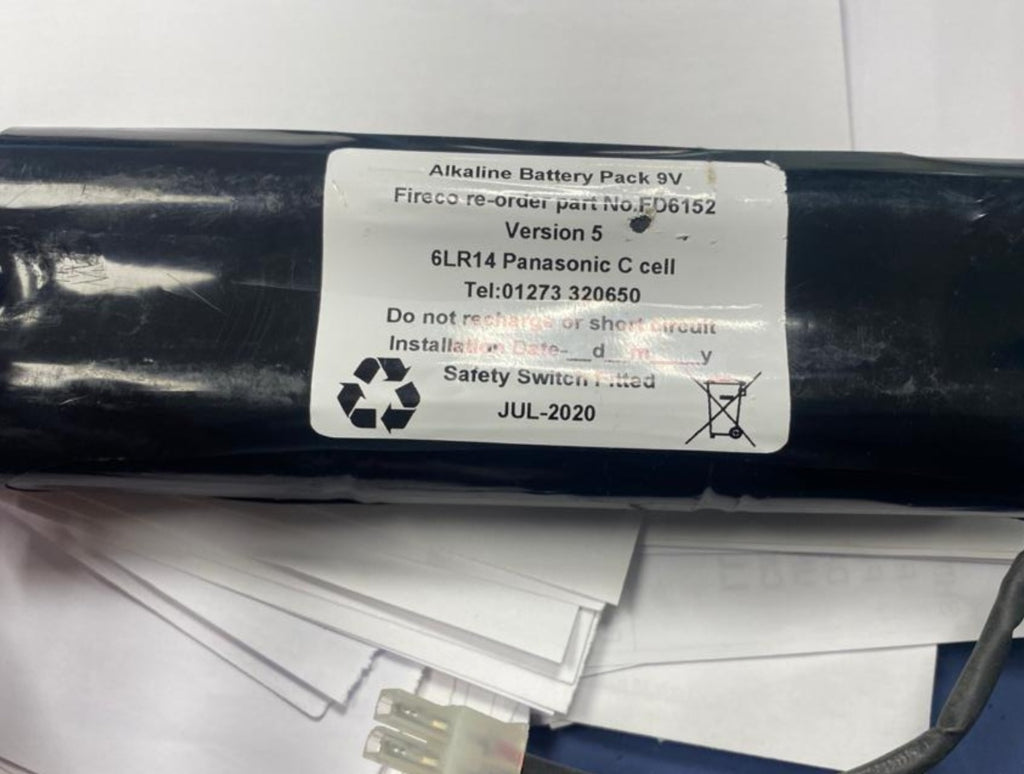 Alkaline Battery Pack 9V
Fireco re-order part No.FD6152
Version 5
6LR14 Panasonic C cell
Tel:01273 320650
Do not recharge or short circuit
Installation Date-__d__m____y
Safety Switch Fitted
JUL-2020